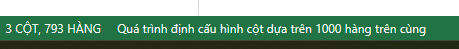 3 CỘT, 793 HÀNG Quá trình định cấu hình cột dựa trên 1000 hàng trên cùng